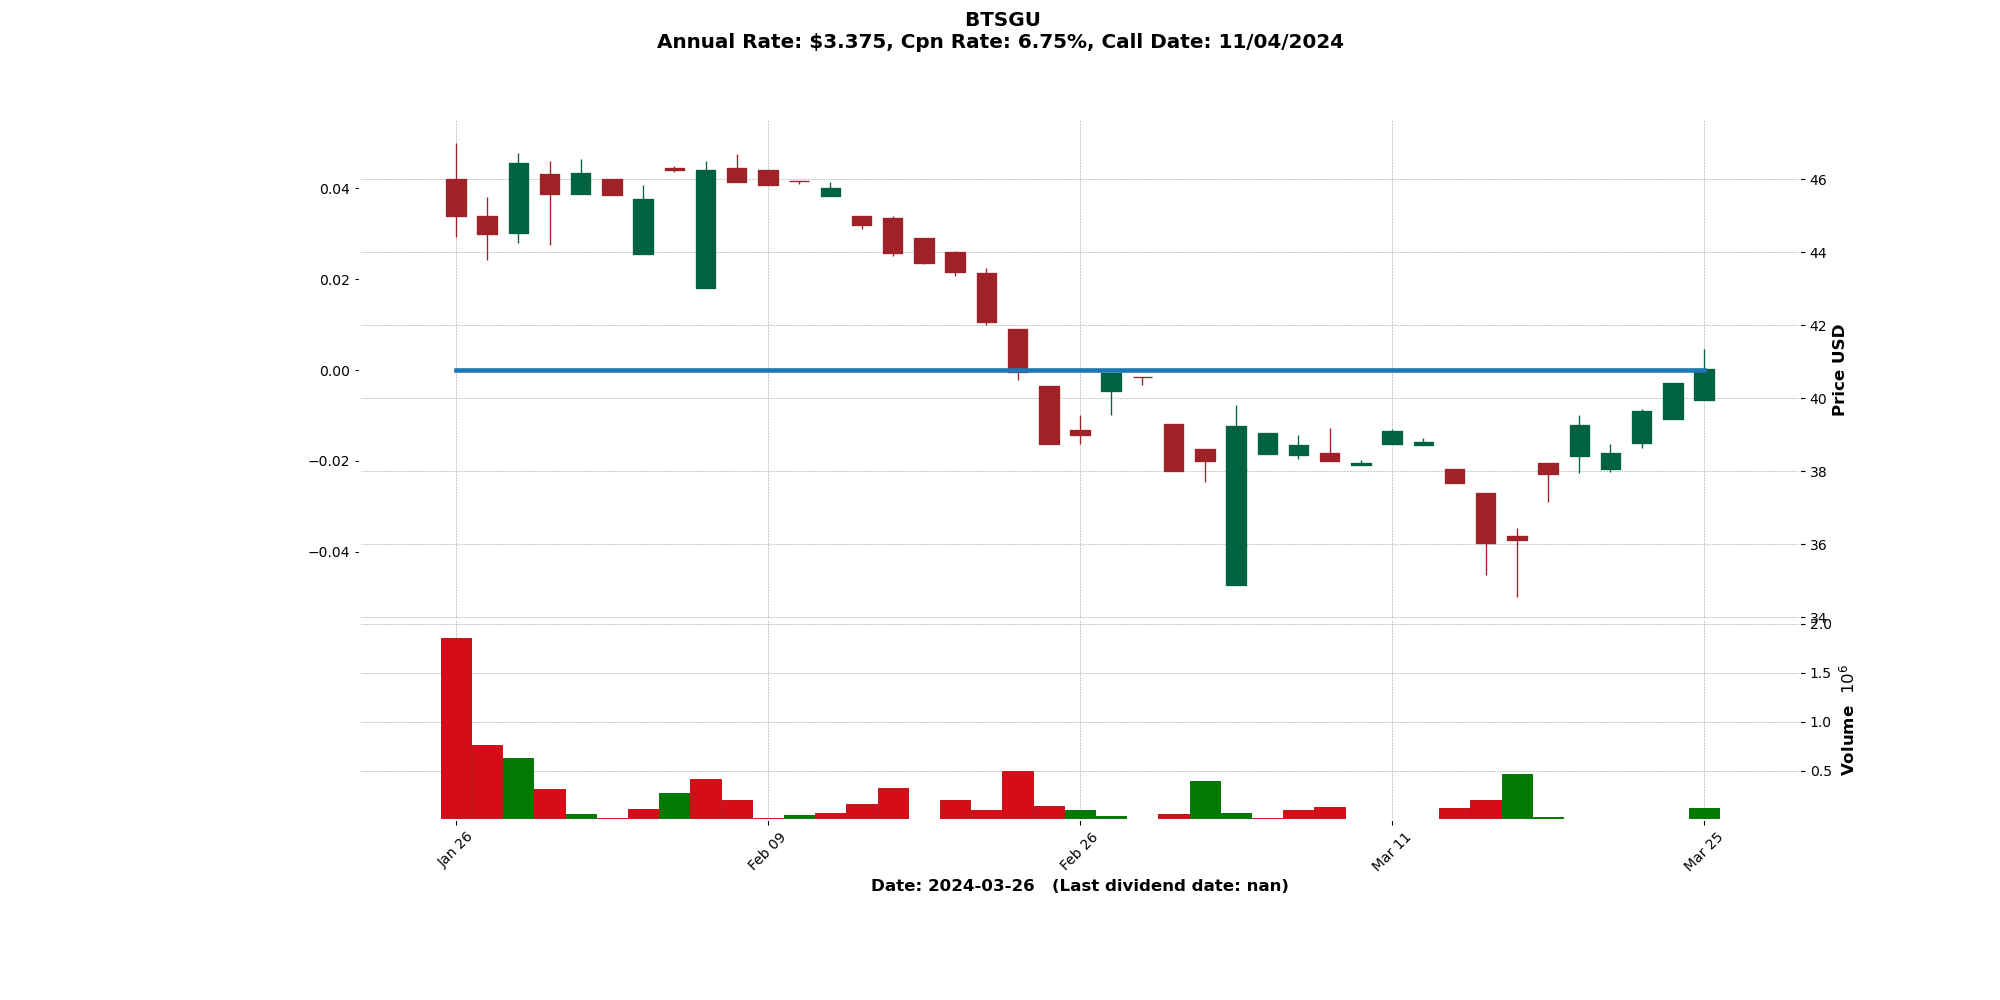 BTSGU
Annual Rate: $3.375, Cpn Rate: 6.75%, Call Date: 11/04/2024
0.04
0.02
0.00
−0.02
−0.04
46
44
42
40
38
36
34
Price USD
2.0
1.5
1.0
0.5
Volume 10^6
Jan 26
Feb 09
Feb 26
Mar 11
Mar 25
Date: 2024-03-26 (Last dividend date: nan)